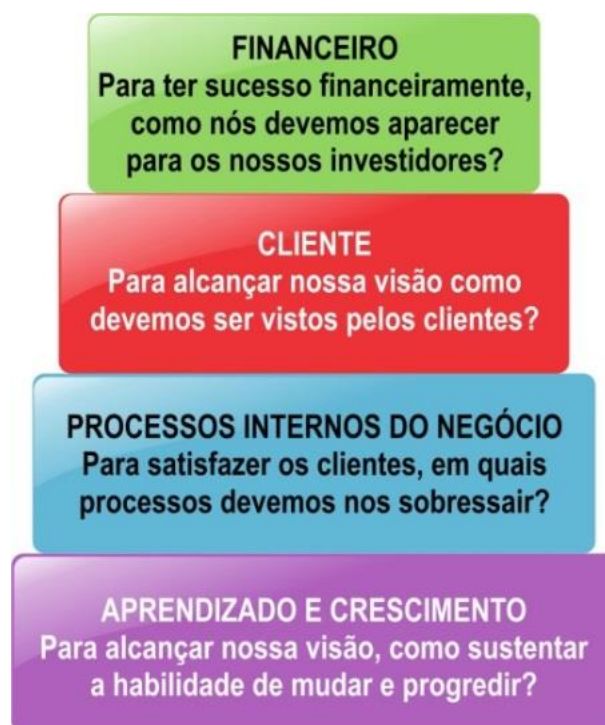 FINANCEIRO
Para ter sucesso financeiramente,
como nós devemos aparecer
para os nossos investidores?
CLIENTE
Para alcançar nossa visão como
devemos ser vistos pelos clientes?
PROCESSOS INTERNOS DO NEGÓCIO
Para satisfazer os clientes, em quais
processos devemos nos sobressair?
APRENDIZADO E CRESCIMENTO
Para alcançar nossa visão, como sustentar
a habilidade de mudar e progredir?